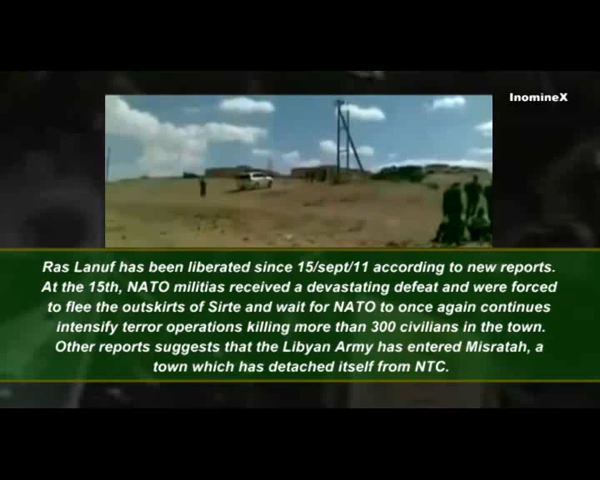 InomineX
Ras Lanuf has been liberated since 15/sept/11 according to new reports.
At the 15th, NATO militias received a devastating defeat and were forced
to flee the outskirts of Sirte and wait for NATO to once again continues
intensify terror operations killing more than 300 civilians in the town.
Other reports suggests that the Libyan Army has entered Misratah, a
town which has detached itself from NTC.